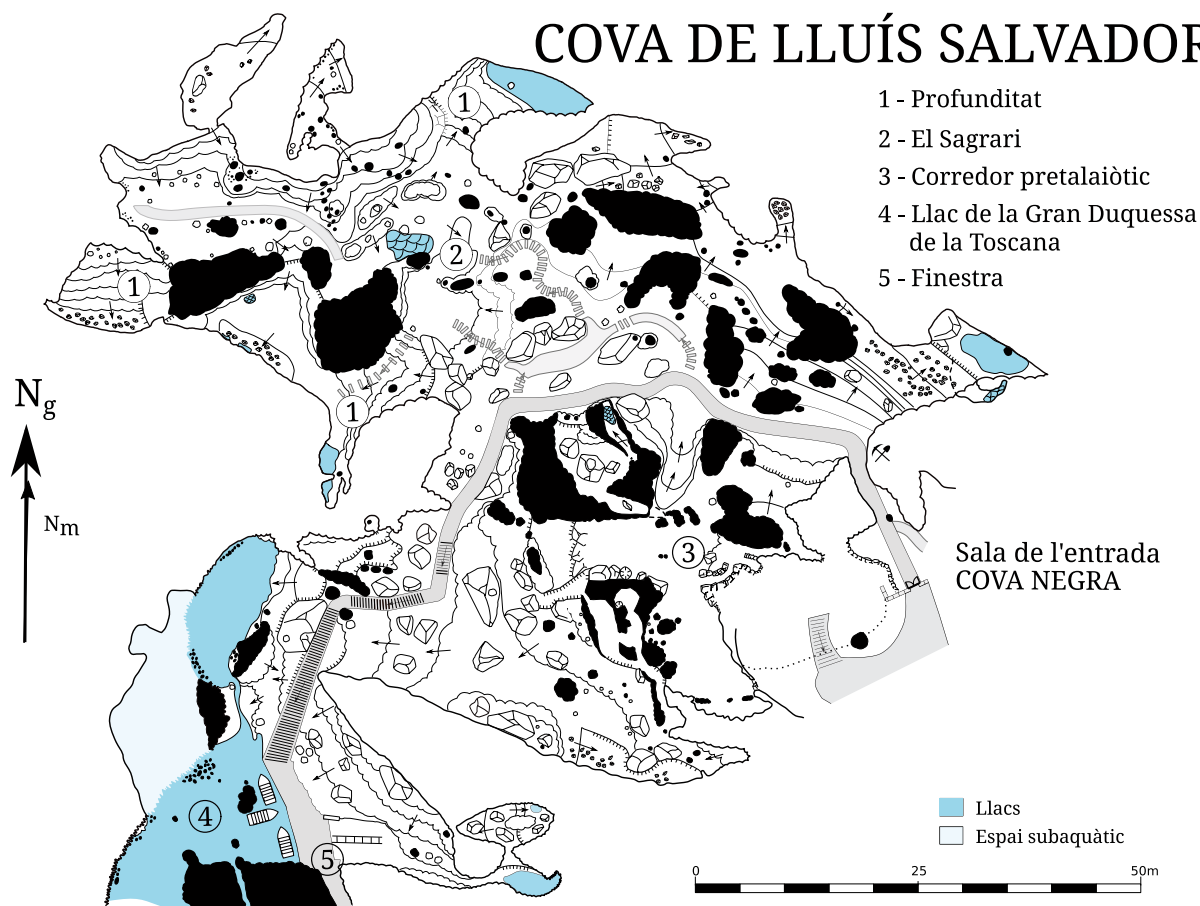 COVA DE LLUÍS SALVADOR
1 - Profunditat
2 - El Sagrari
3 - Corredor pretalaiòtic
4 - Llac de la Gran Duquessa
de la Toscana
5 - Finestra
1
1
2
1
Ng
Nm
3
Sala de l'entrada
COVA NEGRA
4
5
Llacs
Espai subaquàtic
0 25 50m